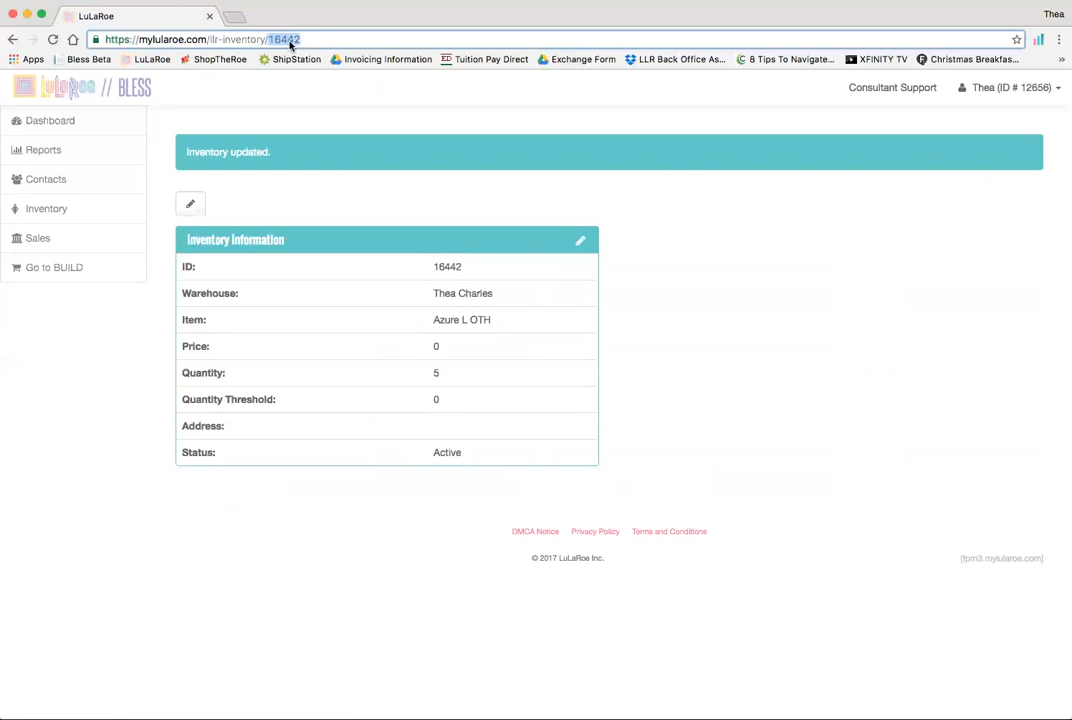 LuLaRoe
Thea
https://mylularoe.com/llr-inventory/16442
Apps Bless Beta LuLaRoe ShopTheRoe ShipStation Invoicing Information Tuition Pay Direct Exchange Form LLR Back Office As... 8 Tips To Navigate... XFINITY TV Christmas Breakfas... »
LuLaRoe // BLESS
Consultant Support Thea (ID # 12656)
Dashboard
Reports
Contacts
Inventory
Sales
Go to BUILD
Inventory updated.
Inventory Information
ID: 16442
Warehouse: Thea Charles
Item: Azure L OTH
Price: 0
Quantity: 5
Quantity Threshold: 0
Address:
Status: Active
DMCA Notice Privacy Policy Terms and Conditions
© 2017 LuLaRoe Inc.
[fpm3.mylularoe.com]